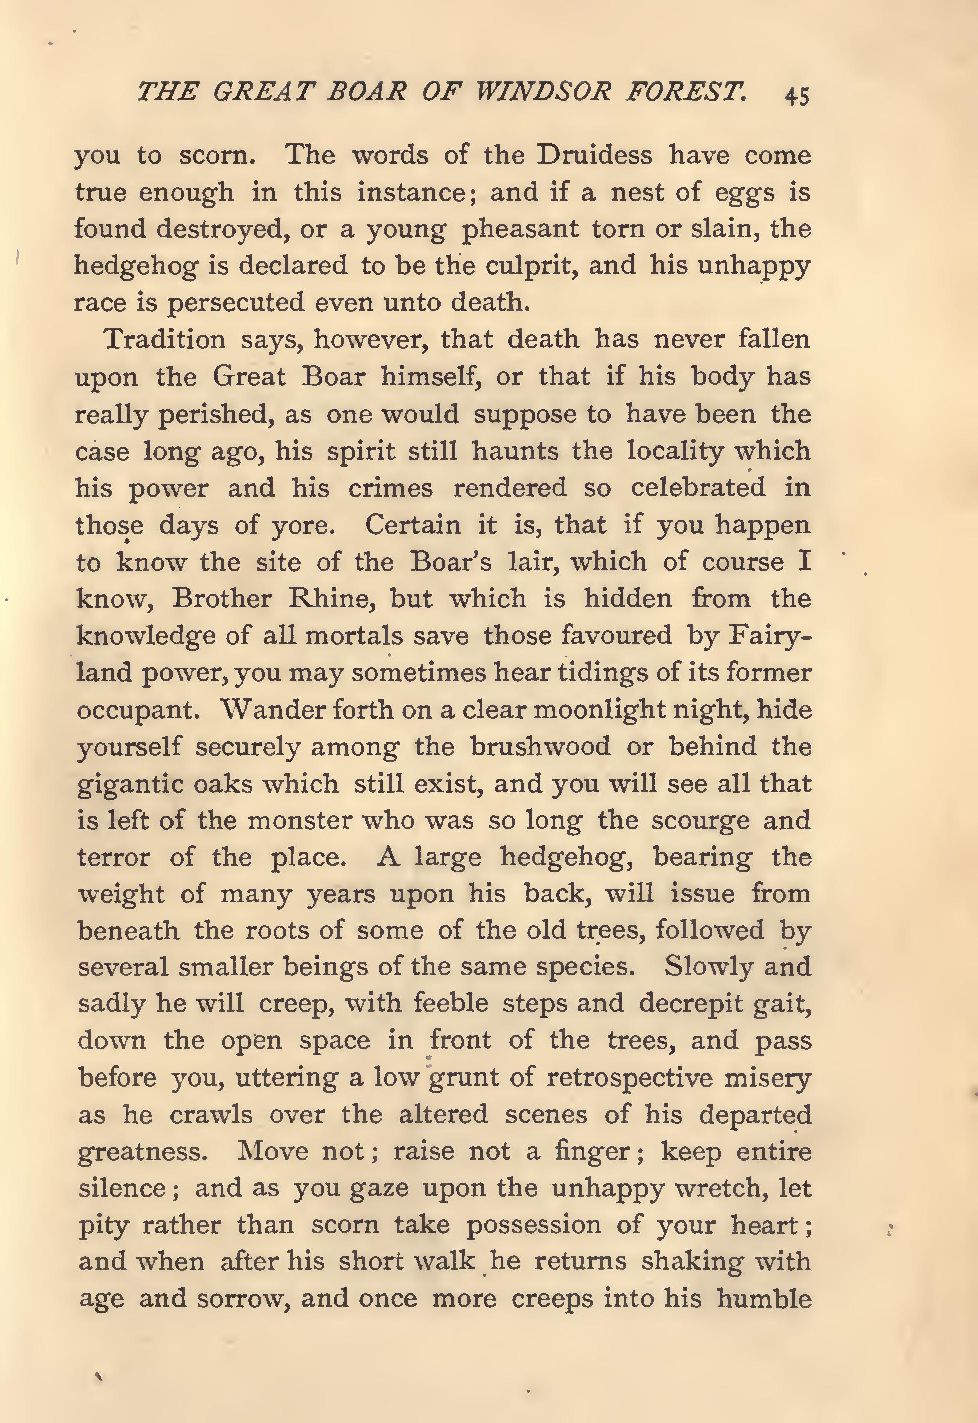 THE GREAT BOAR OF WINDSOR FOREST. 45
you to scorn. The words of the Druidess have come
true enough in this instance; and if a nest of eggs is
found destroyed, or a young pheasant torn or slain, the
hedgehog is declared to be the culprit, and his unhappy
race is persecuted even unto death.
Tradition says, however, that death has never fallen
upon the Great Boar himself, or that if his body has
really perished, as one would suppose to have been the
case long ago, his spirit still haunts the locality which
his power and his crimes rendered so celebrated in
those days of yore. Certain it is, that if you happen
to know the site of the Boar's lair, which of course I
know, Brother Rhine, but which is hidden from the
knowledge of all mortals save those favoured by Fairy-
land power, you may sometimes hear tidings of its former
occupant. Wander forth on a clear moonlight night, hide
yourself securely among the brushwood or behind the
gigantic oaks which still exist, and you will see all that
is left of the monster who was so long the scourge and
terror of the place. A large hedgehog, bearing the
weight of many years upon his back, will issue from
beneath the roots of some of the old trees, followed by
several smaller beings of the same species. Slowly and
sadly he will creep, with feeble steps and decrepit gait,
down the open space in front of the trees, and pass
before you, uttering a low grunt of retrospective misery
as he crawls over the altered scenes of his departed
greatness. Move not; raise not a finger; keep entire
silence; and as you gaze upon the unhappy wretch, let
pity rather than scorn take possession of your heart;
and when after his short walk he returns shaking with
age and sorrow, and once more creeps into his humble